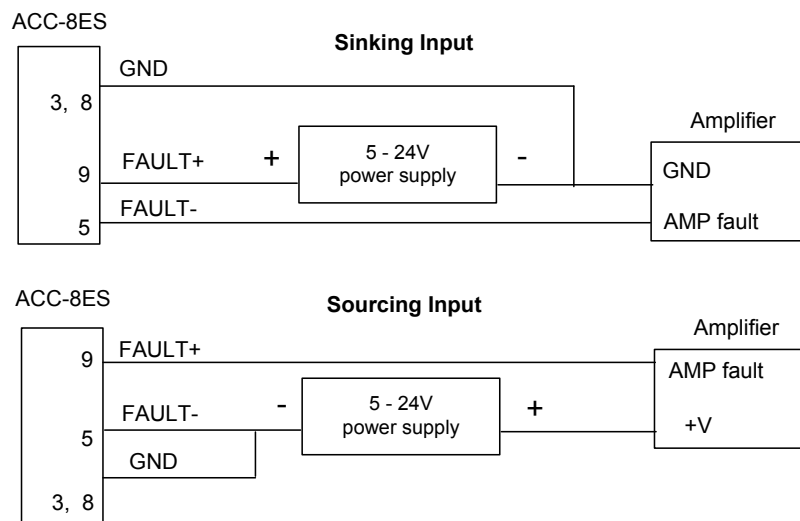 ACC-8ES
Sinking Input
GND
3, 8
Amplifier
FAULT+
+
5 - 24V
power supply
-
GND
9
FAULT-
AMP fault
5
ACC-8ES
Sourcing Input
Amplifier
FAULT+
9
AMP fault
FAULT-
-
5 - 24V
power supply
+
+V
5
GND
3, 8